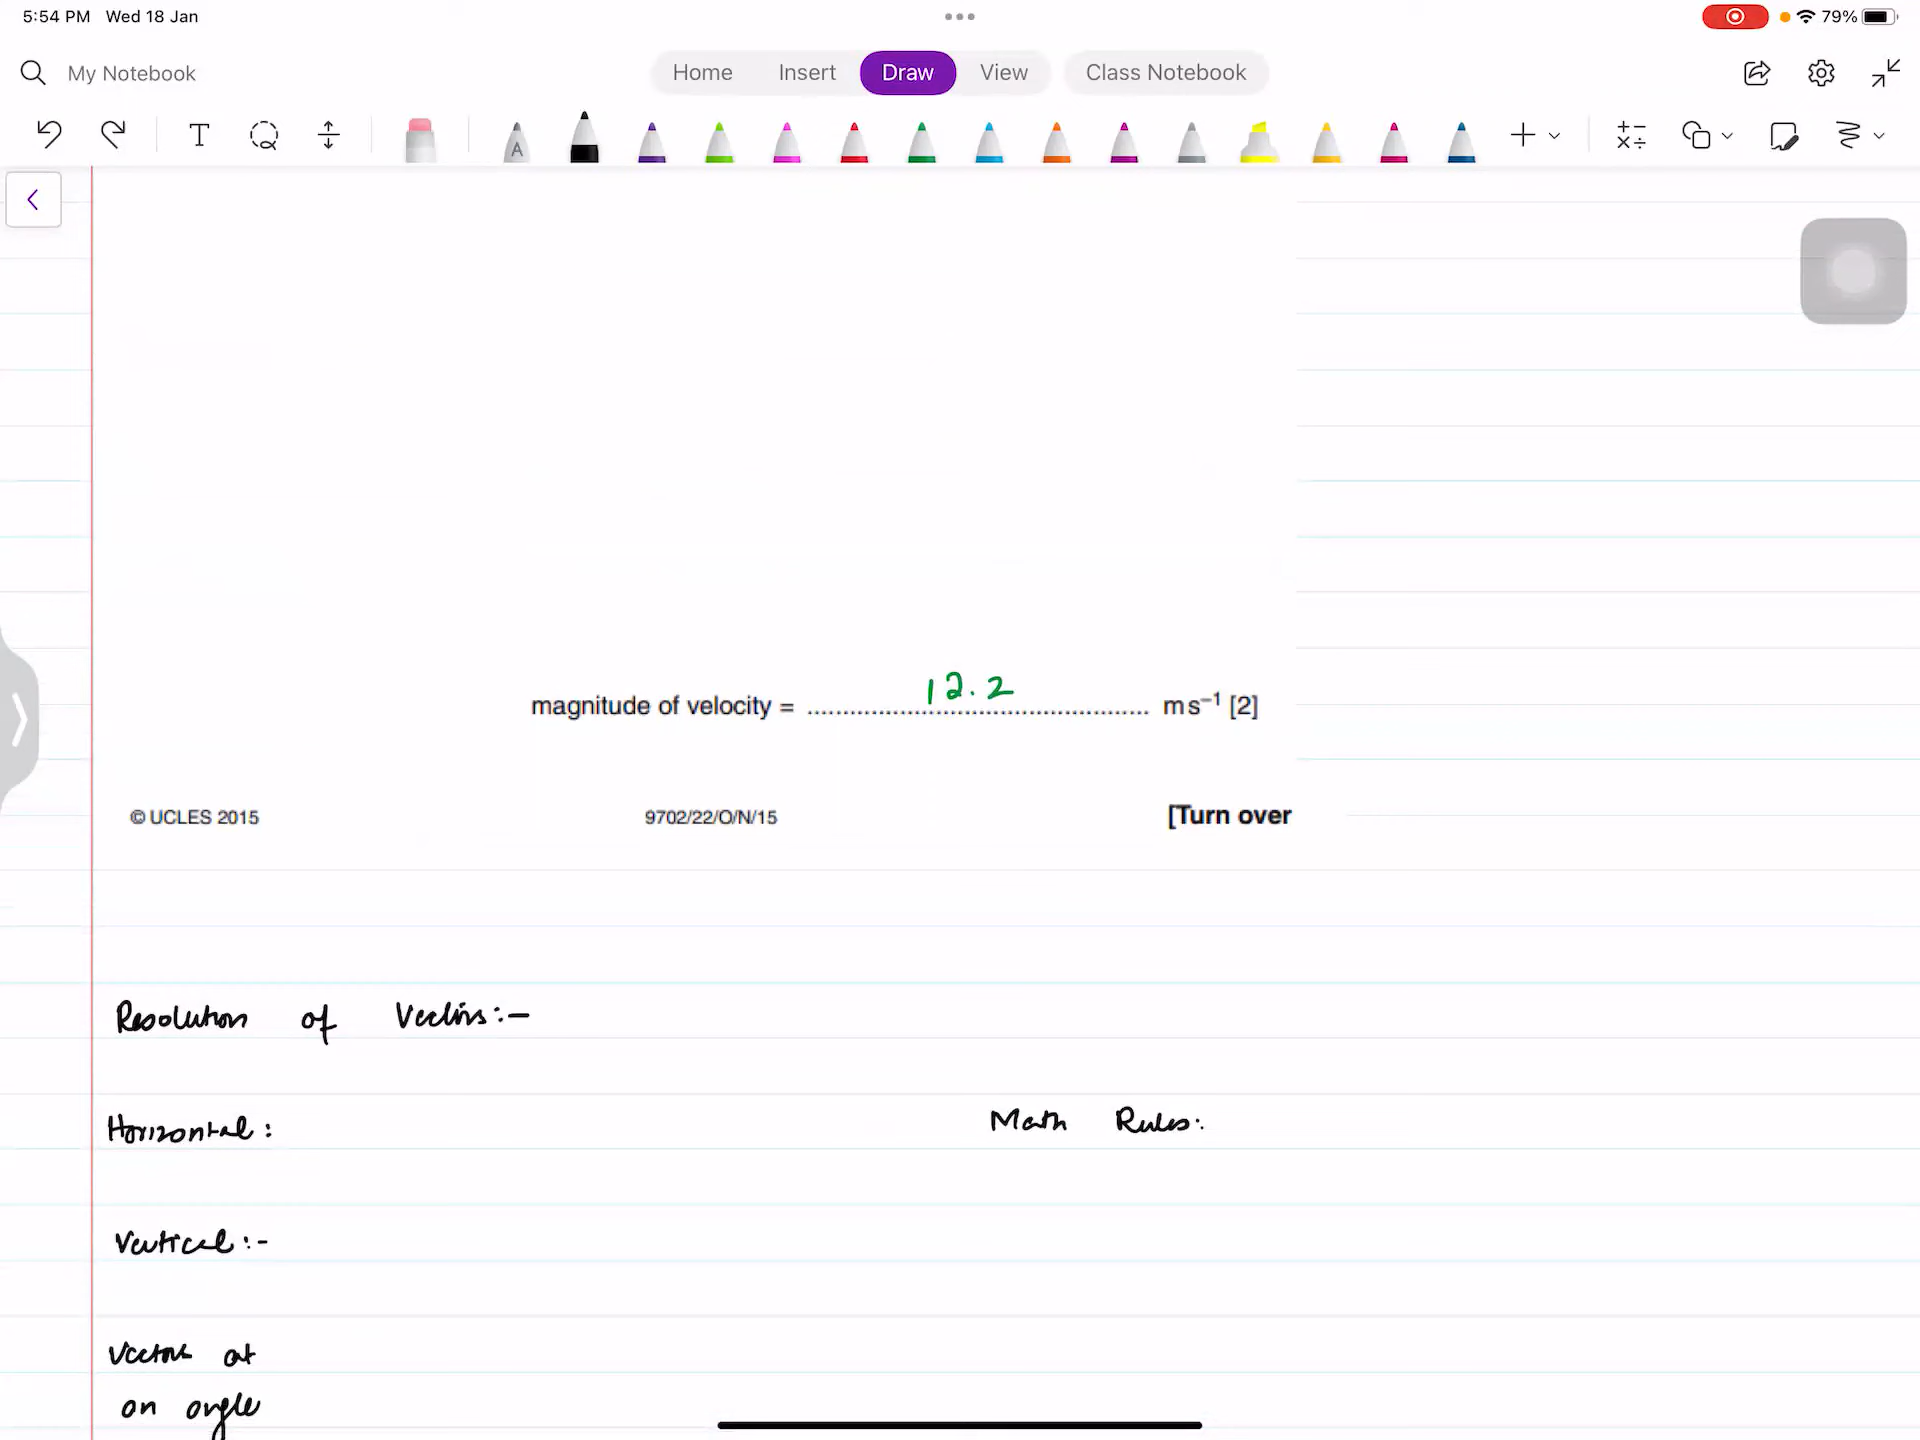 5:54 PM Wed 18 Jan
79%
My Notebook
Home Insert Draw View Class Notebook
T
A
12.2
magnitude of velocity = .................................................. m s⁻¹ [2]
© UCLES 2015 9702/22/O/N/15 [Turn over
Resolution of Vectors:-
Horizontal: Math Rules:
Vertical:-
Vectors at
an angle